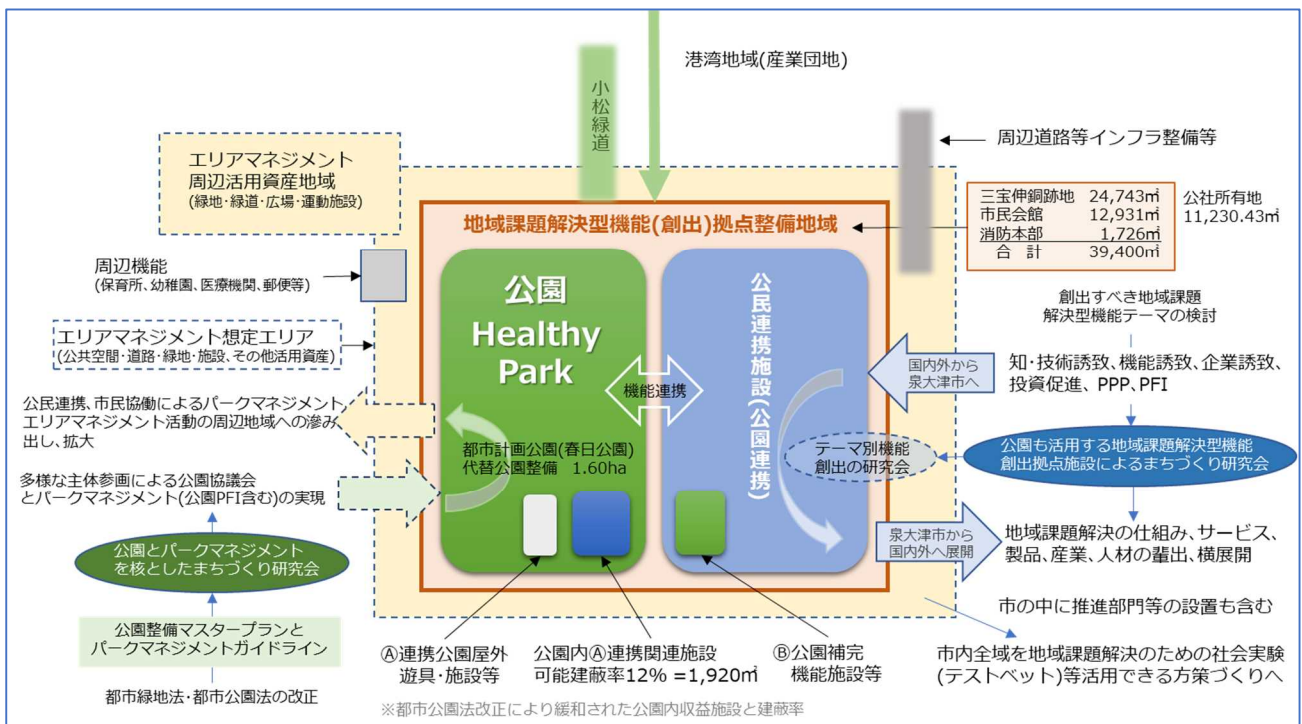 港湾地域(産業団地)
小松緑道
周辺道路等インフラ整備等
エリアマネジメント
周辺活用資産地域
(緑地・緑道・広場・運動施設)
三宝伸銅跡地 24,743㎡
市民会館 12,931㎡
消防本部 1,726㎡
合 計 39,400㎡
公社所有地
11,230.43㎡
地域課題解決型機能(創出)拠点整備地域
周辺機能
(保育所、幼稚園、医療機関、郵便等)
エリアマネジメント想定エリア
(公共空間・道路・緑地・施設、その他活用資産)
公民連携、市民協働によるパークマネジメント
エリアマネジメント活動の周辺地域への滲み
出し、拡大
多様な主体参画による公園協議会
とパークマネジメント(公園PFI含む)の実現
公園とパークマネジメント
を核としたまちづくり研究会
公園整備マスタープランと
パークマネジメントガイドライン
都市緑地法・都市公園法の改正
公園
Healthy
Park
機能連携
都市計画公園(春日公園)
代替公園整備 1.60ha
公民連携施設(公園連携)
テーマ別機能
創出の研究会
創出すべき地域課題
解決型機能テーマの検討
国内外から
泉大津市へ
知・技術誘致、機能誘致、企業誘致、
投資促進、PPP、PFI
公園も活用する地域課題解決型機能
創出拠点施設によるまちづくり研究会
泉大津市から
国内外へ展開
地域課題解決の仕組み、サービス、
製品、産業、人材の輩出、横展開
市の中に推進部門等の設置も含む
市内全域を地域課題解決のための社会実験
(テストベット)等活用できる方策づくりへ
Ⓐ連携公園屋外
遊具・施設等
公園内Ⓐ連携関連施設
可能建蔽率12% =1,920㎡
Ⓑ公園補完
機能施設等
※都市公園法改正により緩和された公園内収益施設と建蔽率